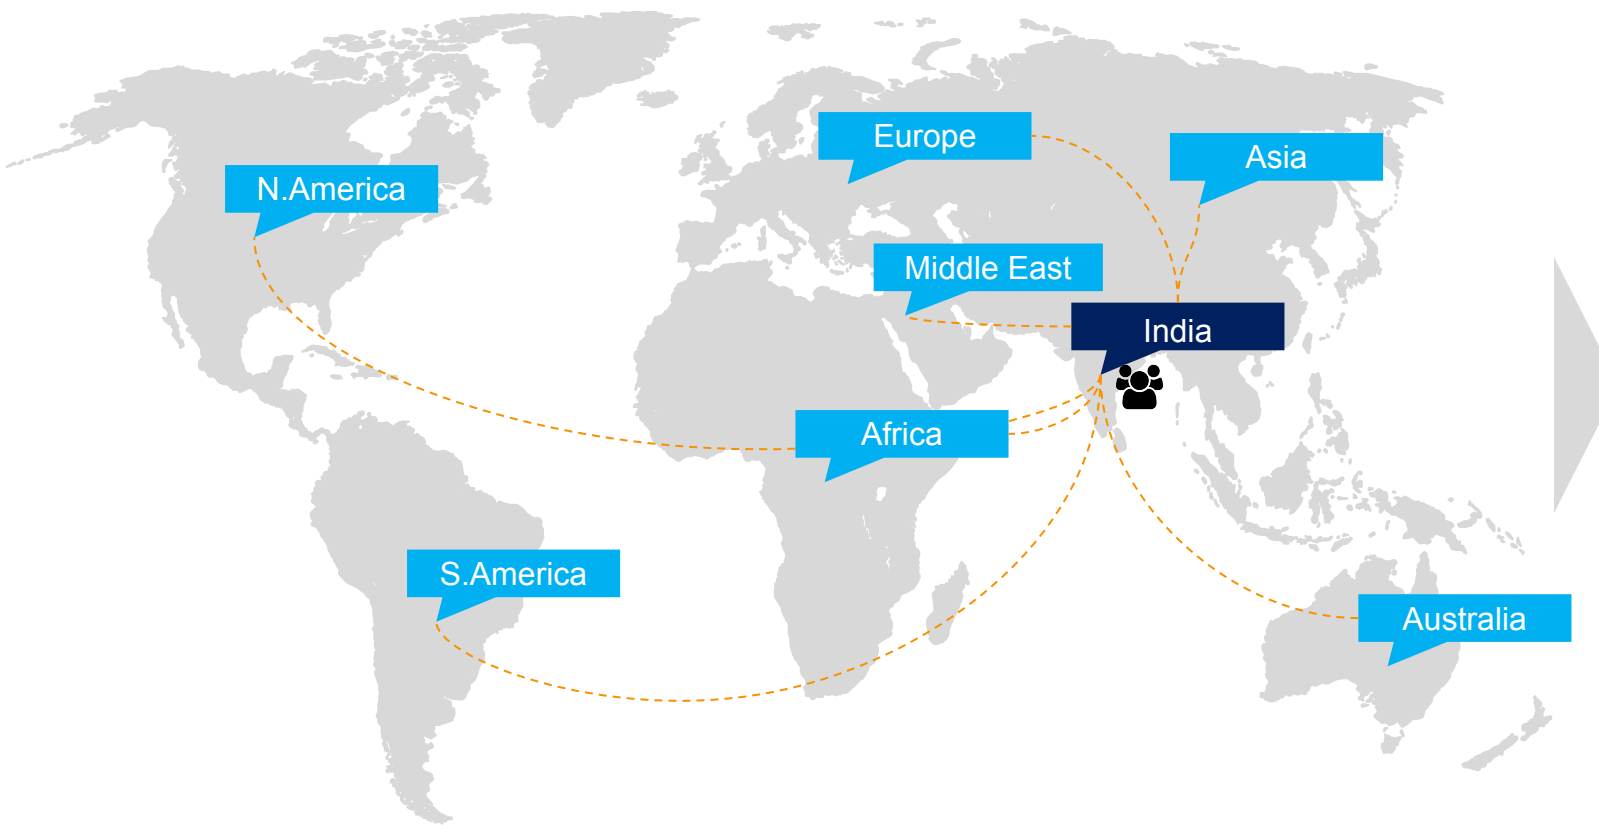 Europe
Asia
N.America
Middle East
India
Africa
S.America
Australia